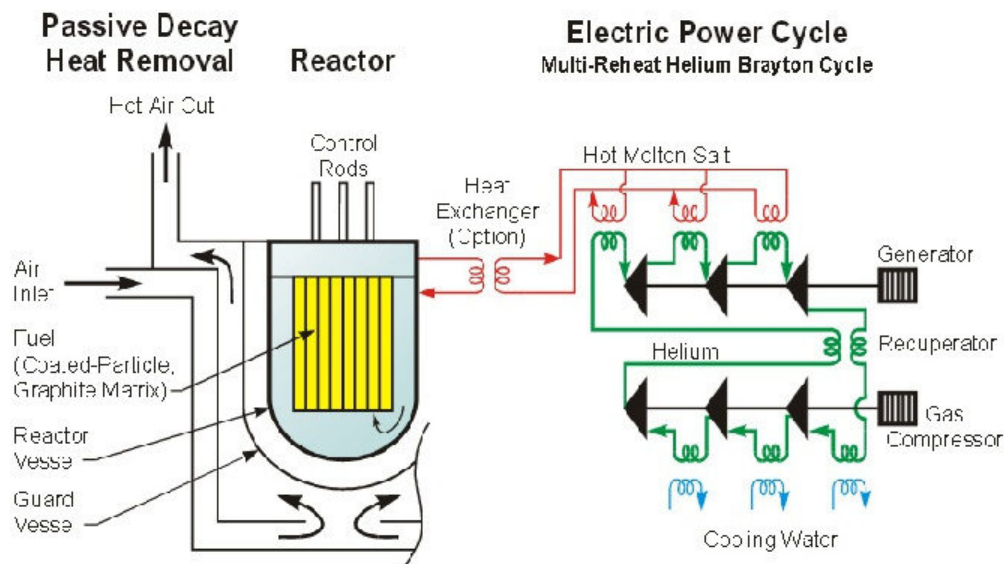 Passive Decay
Heat Removal
Reactor
Electric Power Cycle
Multi-Reheat Helium Brayton Cycle
Hot Air Out
Control
Rods
Hot Molten Salt
Heat
Exchanger
(Option)
Air
Inlet
Generator
Fuel
(Coated-Particle,
Graphite Matrix)
Helium
Recuperator
Reactor
Vesse
Gas
Compressor
Guard
Vesse
Cooling Water